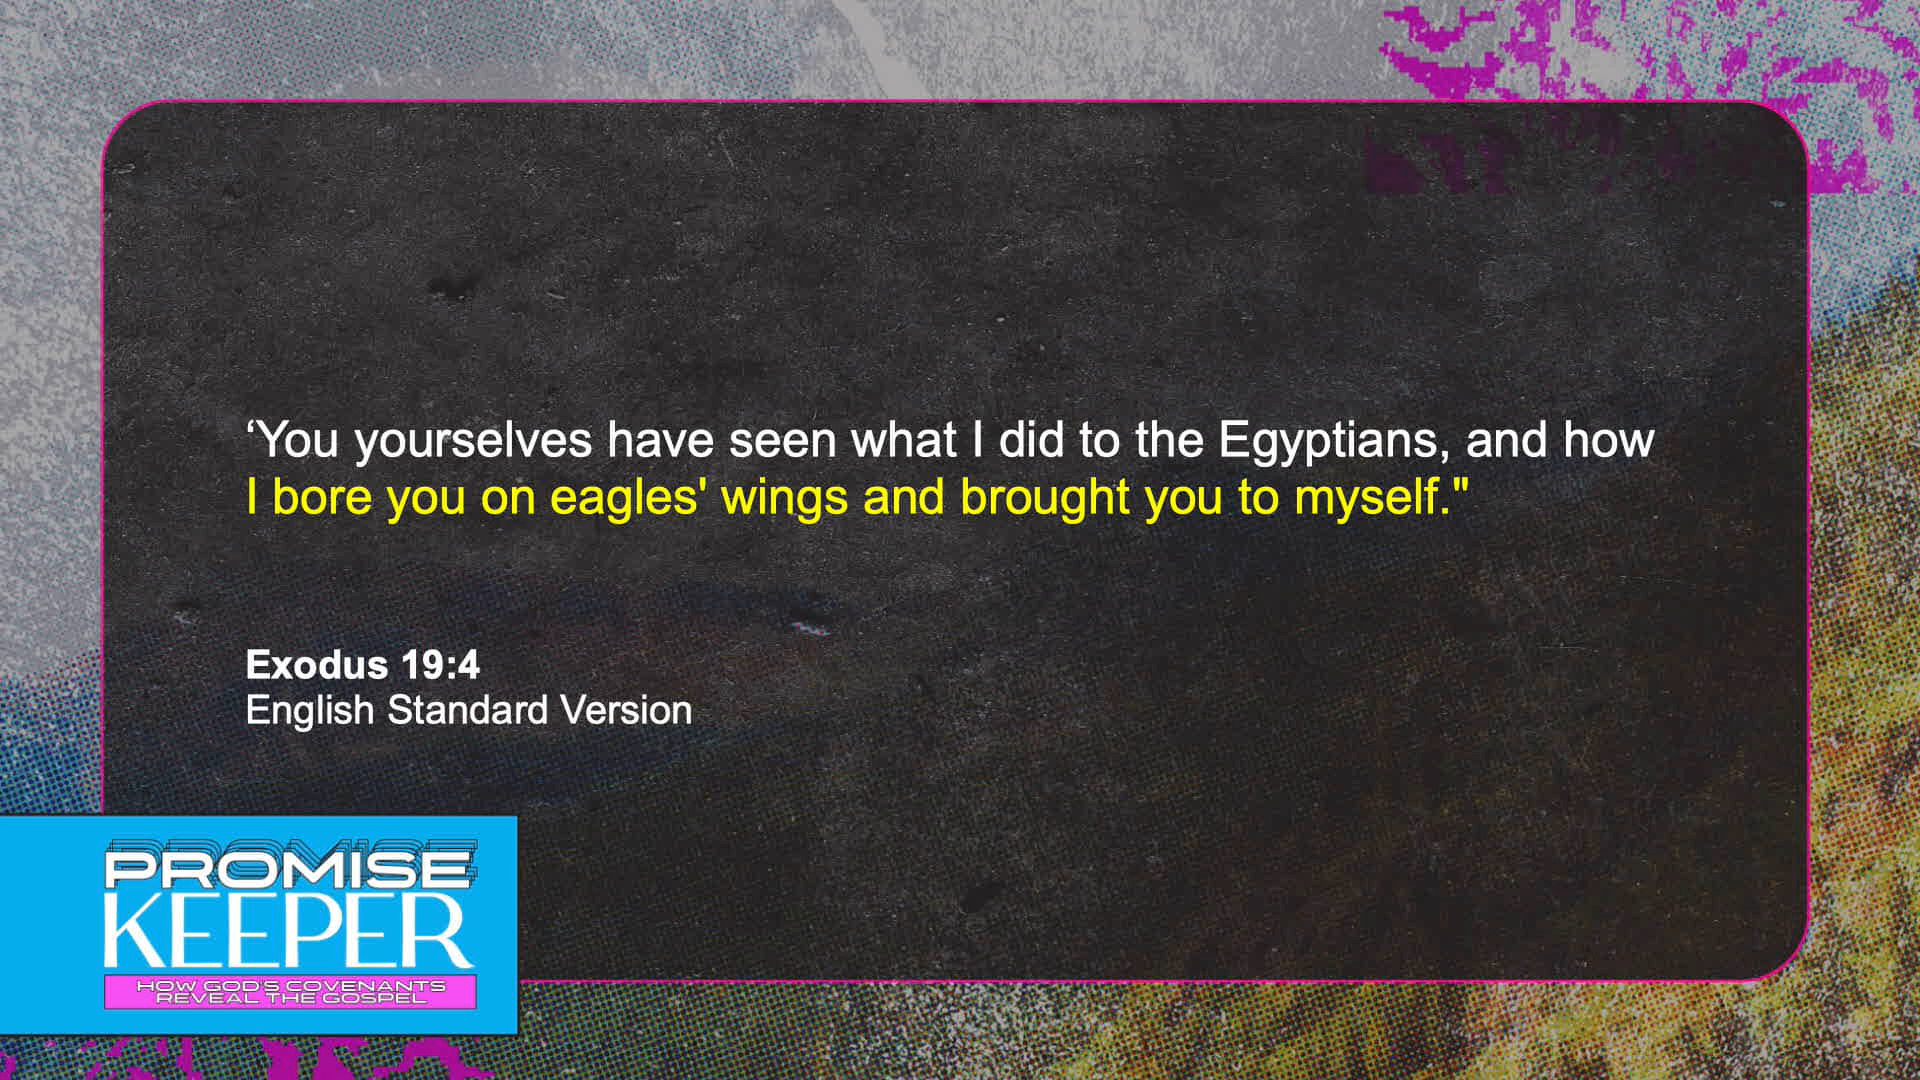 ‘You yourselves have seen what I did to the Egyptians, and how
I bore you on eagles' wings and brought you to myself."
Exodus 19:4
English Standard Version
PROMISE
KEEPER
HOW GOD'S COVENANTS
REVEAL THE GOSPEL